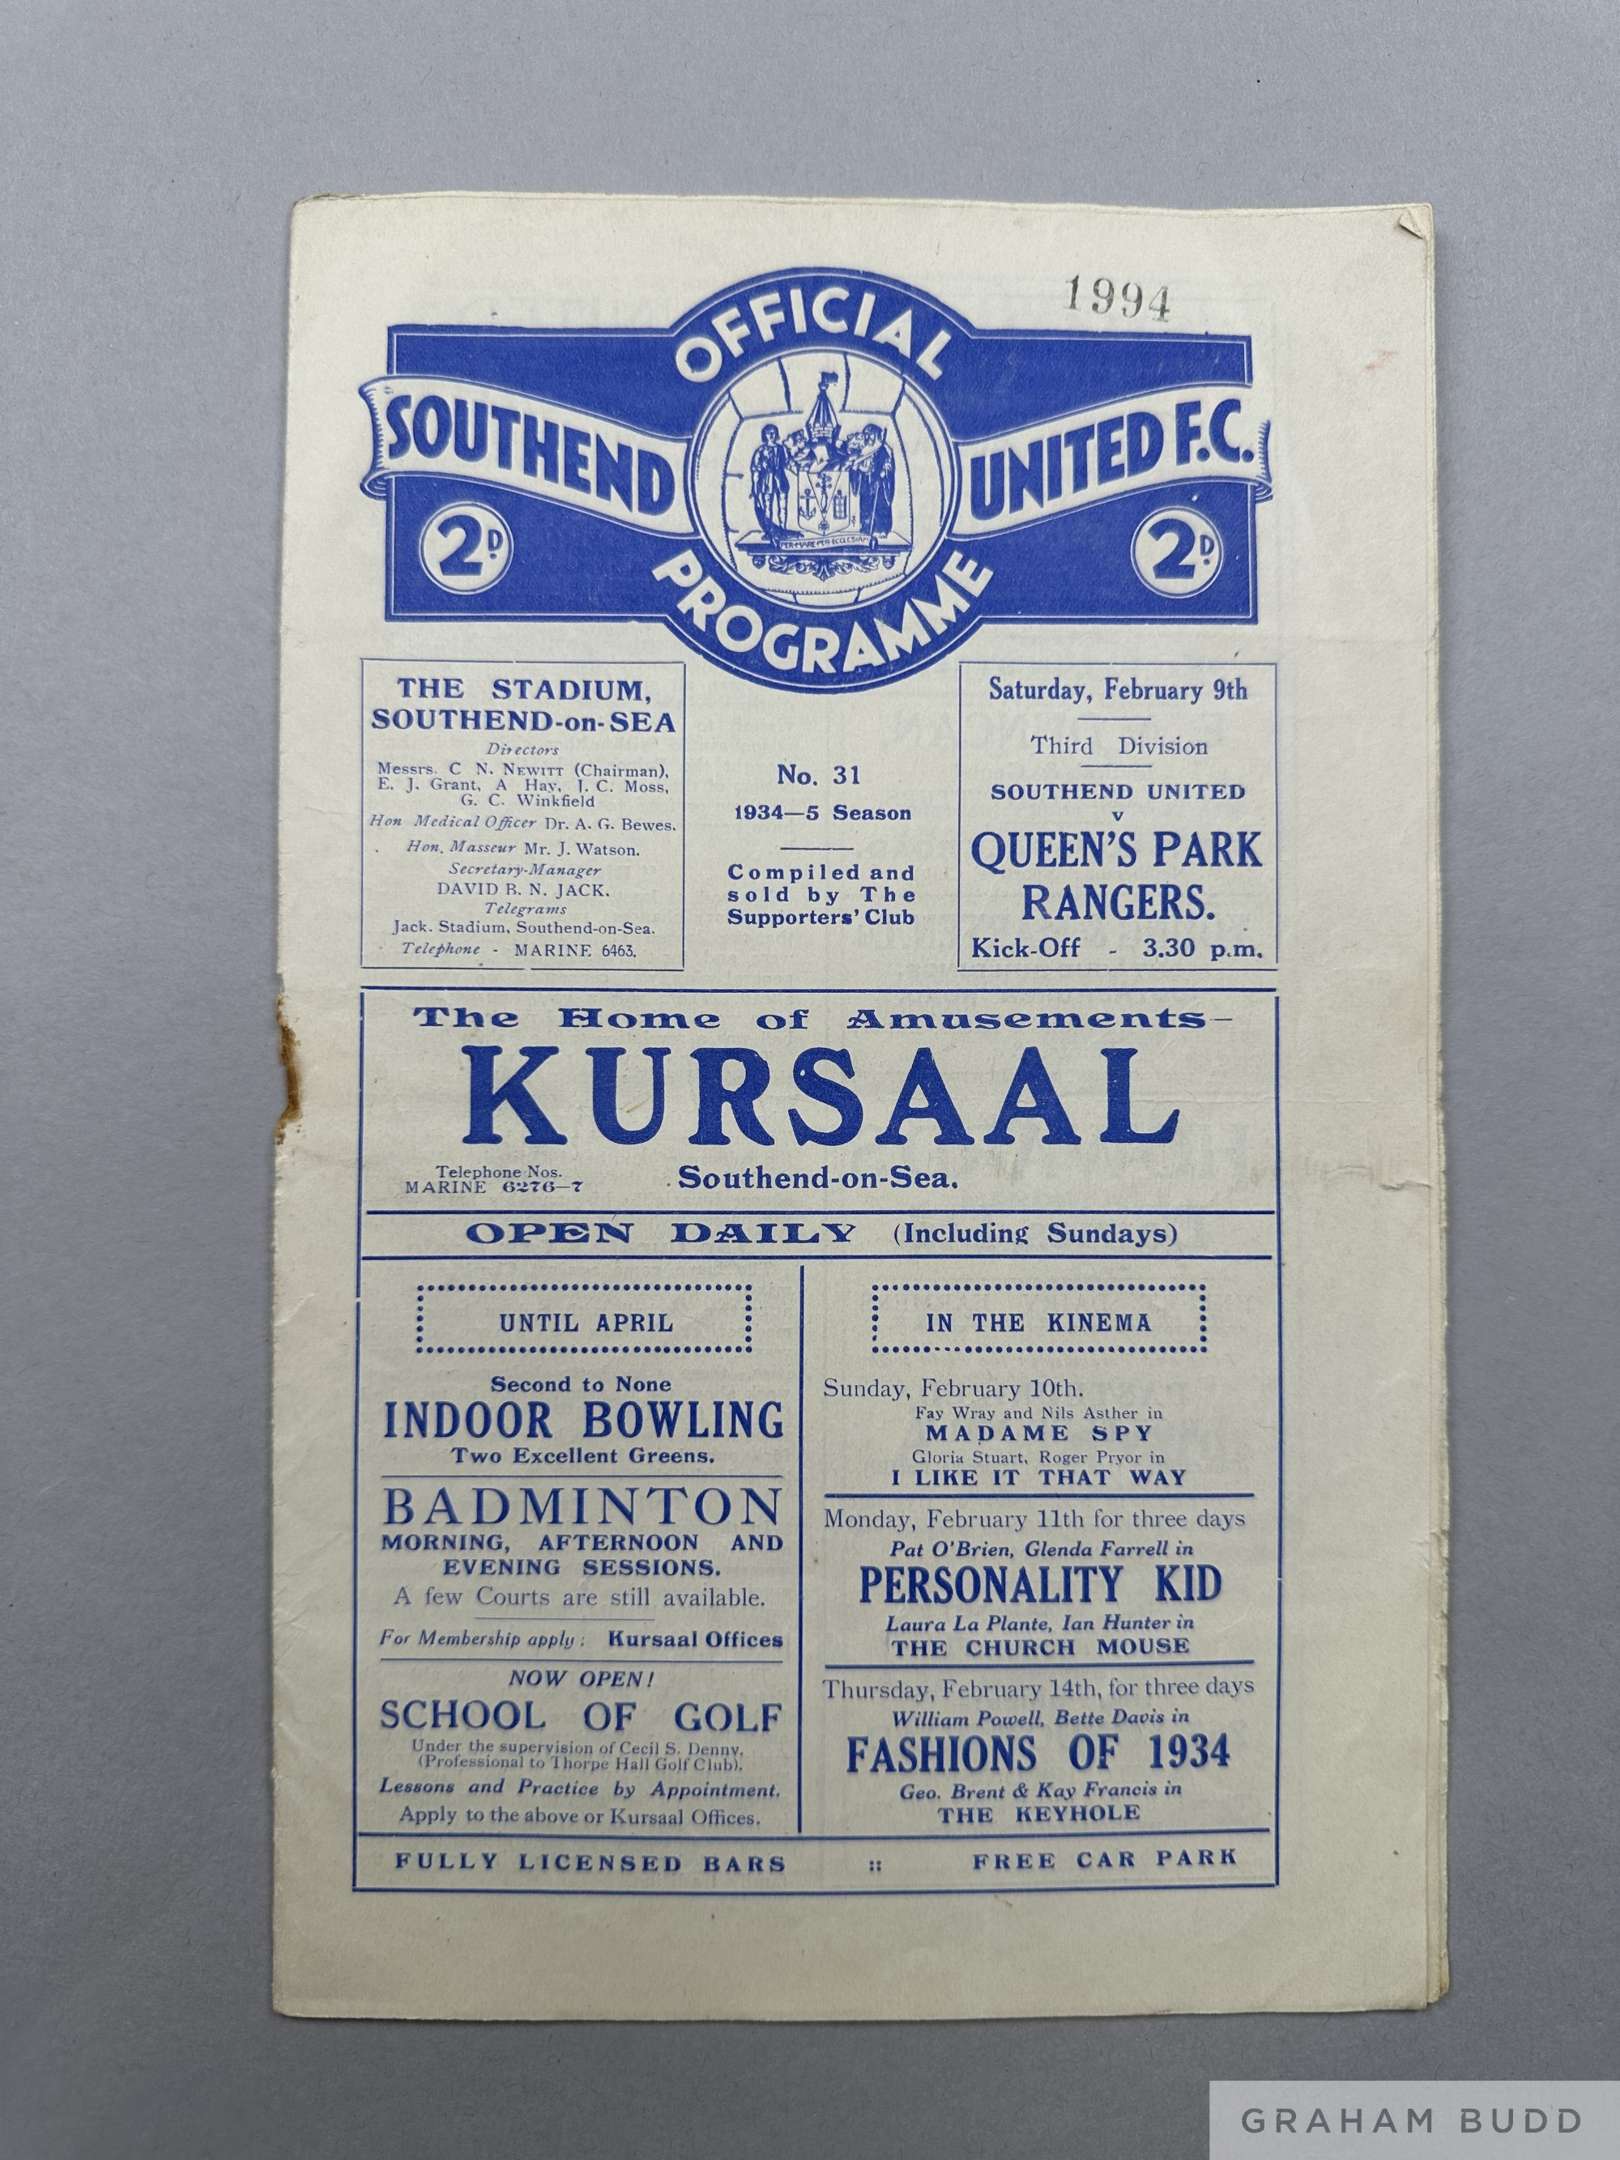 1994
OFFICIAL
SOUTHEND UNITED F.C.
2D. 2D.
PER MARE PER ECCLESIAM
PROGRAMME
THE STADIUM,
SOUTHEND-on-SEA
Directors
Messrs. C N. NEWITT (Chairman),
E. J. Grant, A Hay, J. C. Moss,
G. C. Winkfield
Hon Medical Officer Dr. A. G. Bewes.
Hon. Masseur Mr. J. Watson.
Secretary-Manager
DAVID B. N. JACK.
Telegrams
Jack. Stadium, Southend-on-Sea.
Telephone - MARINE 6463.
No. 31
1934—5 Season
Compiled and
sold by The
Supporters' Club
Saturday, February 9th
Third Division
SOUTHEND UNITED
v
QUEEN'S PARK
RANGERS.
Kick-Off - 3.30 p.m.
The Home of Amusements—
KURSAAL
Telephone Nos.
MARINE 6276—7
Southend-on-Sea.
OPEN DAILY (Including Sundays)
UNTIL APRIL
Second to None
INDOOR BOWLING
Two Excellent Greens.
BADMINTON
MORNING, AFTERNOON AND
EVENING SESSIONS.
A few Courts are still available.
For Membership apply: Kursaal Offices
NOW OPEN!
SCHOOL OF GOLF
Under the supervision of Cecil S. Denny,
(Professional to Thorpe Hall Golf Club).
Lessons and Practice by Appointment.
Apply to the above or Kursaal Offices.
IN THE KINEMA
Sunday, February 10th.
Fay Wray and Nils Asther in
MADAME SPY
Gloria Stuart, Roger Pryor in
I LIKE IT THAT WAY
Monday, February 11th for three days
Pat O'Brien, Glenda Farrell in
PERSONALITY KID
Laura La Plante, Ian Hunter in
THE CHURCH MOUSE
Thursday, February 14th, for three days
William Powell, Bette Davis in
FASHIONS OF 1934
Geo. Brent & Kay Francis in
THE KEYHOLE
FULLY LICENSED BARS :: FREE CAR PARK
GRAHAM BUDD